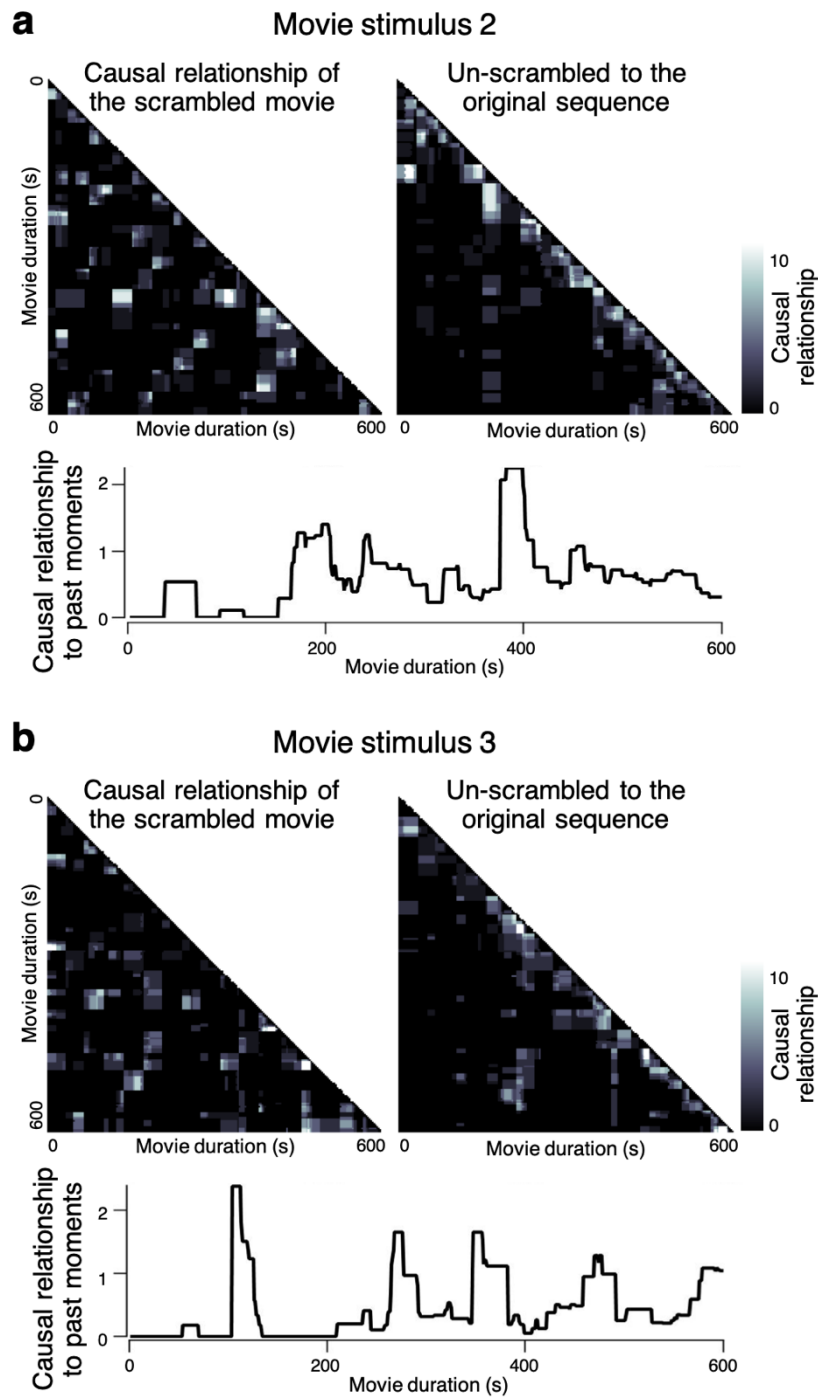 a
Movie stimulus 2
Causal relationship of
the scrambled movie
Un-scrambled to the
original sequence
0
Movie duration (s)
600
0
Movie duration (s)
600
0
Movie duration (s)
600
10
0
Causal
relationship
Causal relationship
to past moments
2
1
0
0
200
400
600
Movie duration (s)
b
Movie stimulus 3
Causal relationship of
the scrambled movie
Un-scrambled to the
original sequence
0
Movie duration (s)
600
0
Movie duration (s)
600
0
Movie duration (s)
600
10
0
Causal
relationship
Causal relationship
to past moments
2
1
0
0
200
400
600
Movie duration (s)